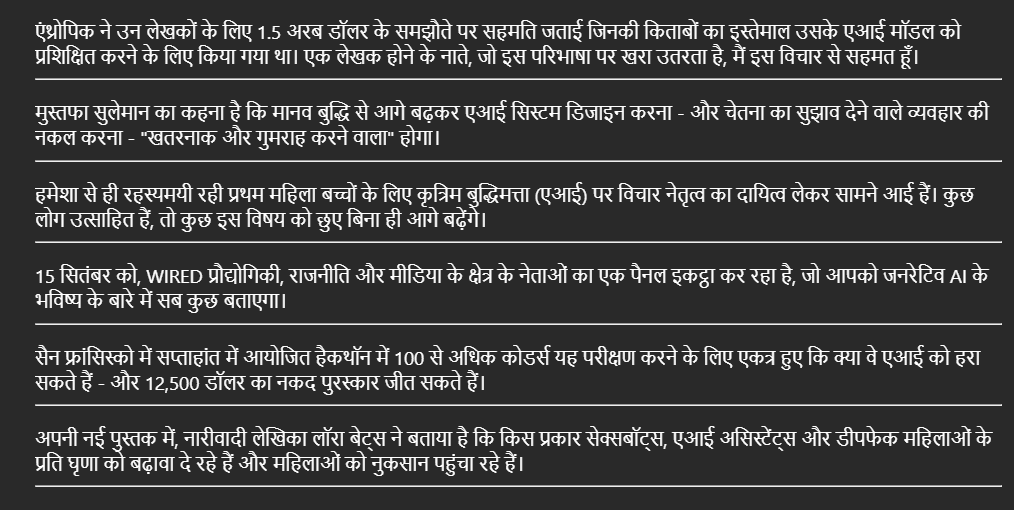 एंथ्रोपिक ने उन लेखकों के लिए 1.5 अरब डॉलर के समझौते पर सहमति जताई जिनकी किताबों का इस्तेमाल उसके एआई मॉडल को
प्रशिक्षित करने के लिए किया गया था। एक लेखक होने के नाते, जो इस परिभाषा पर खरा उतरता है, मैं इस विचार से सहमत हूँ।
मुस्तफा सुलेमान का कहना है कि मानव बुद्धि से आगे बढ़कर एआई सिस्टम डिजाइन करना - और चेतना का सुझाव देने वाले व्यवहार की
नकल करना - "खतरनाक और गुमराह करने वाला" होगा।
हमेशा से ही रहस्यमयी रही प्रथम महिला बच्चों के लिए कृत्रिम बुद्धिमत्ता (एआई) पर विचार नेतृत्व का दायित्व लेकर सामने आई हैं। कुछ
लोग उत्साहित हैं, तो कुछ इस विषय को छुए बिना ही आगे बढ़ेंगे।
15 सितंबर को, WIRED प्रौद्योगिकी, राजनीति और मीडिया के क्षेत्र के नेताओं का एक पैनल इकट्ठा कर रहा है, जो आपको जनरेटिव AI के
भविष्य के बारे में सब कुछ बताएगा।
सैन फ्रांसिस्को में सप्ताहांत में आयोजित हैकथॉन में 100 से अधिक कोडर्स यह परीक्षण करने के लिए एकत्र हुए कि क्या वे एआई को हरा
सकते हैं - और 12,500 डॉलर का नकद पुरस्कार जीत सकते हैं।
अपनी नई पुस्तक में, नारीवादी लेखिका लॉरा बेट्स ने बताया है कि किस प्रकार सेक्सबॉट्स, एआई असिस्टेंट्स और डीपफेक महिलाओं के
प्रति घृणा को बढ़ावा दे रहे हैं और महिलाओं को नुकसान पहुंचा रहे हैं।